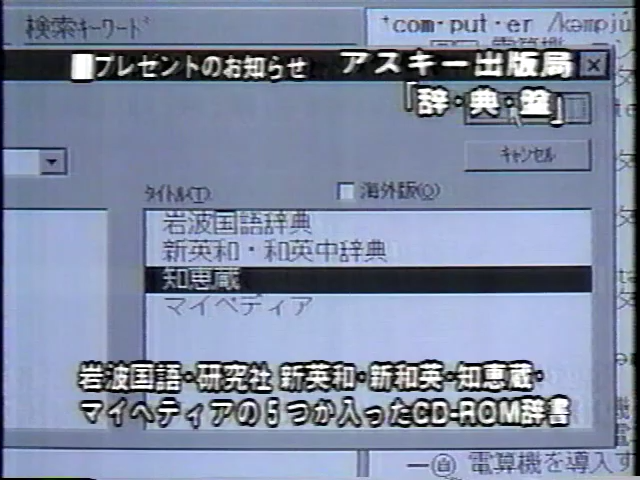 検索キーワード
*com·put·er /kəmpjú
■プレゼントのお知らせ アスキー出版局
「辞・典・盤」
キャンセル
タイトル(T)
海外版(O)
岩波国語辞典
新英和・和英中辞典
知恵蔵
マイペディア
岩波国語・研究社 新英和・新和英・知恵蔵・
マイペディアの5つが入ったCD-ROM辞書
一㊒ 電算機を導入す